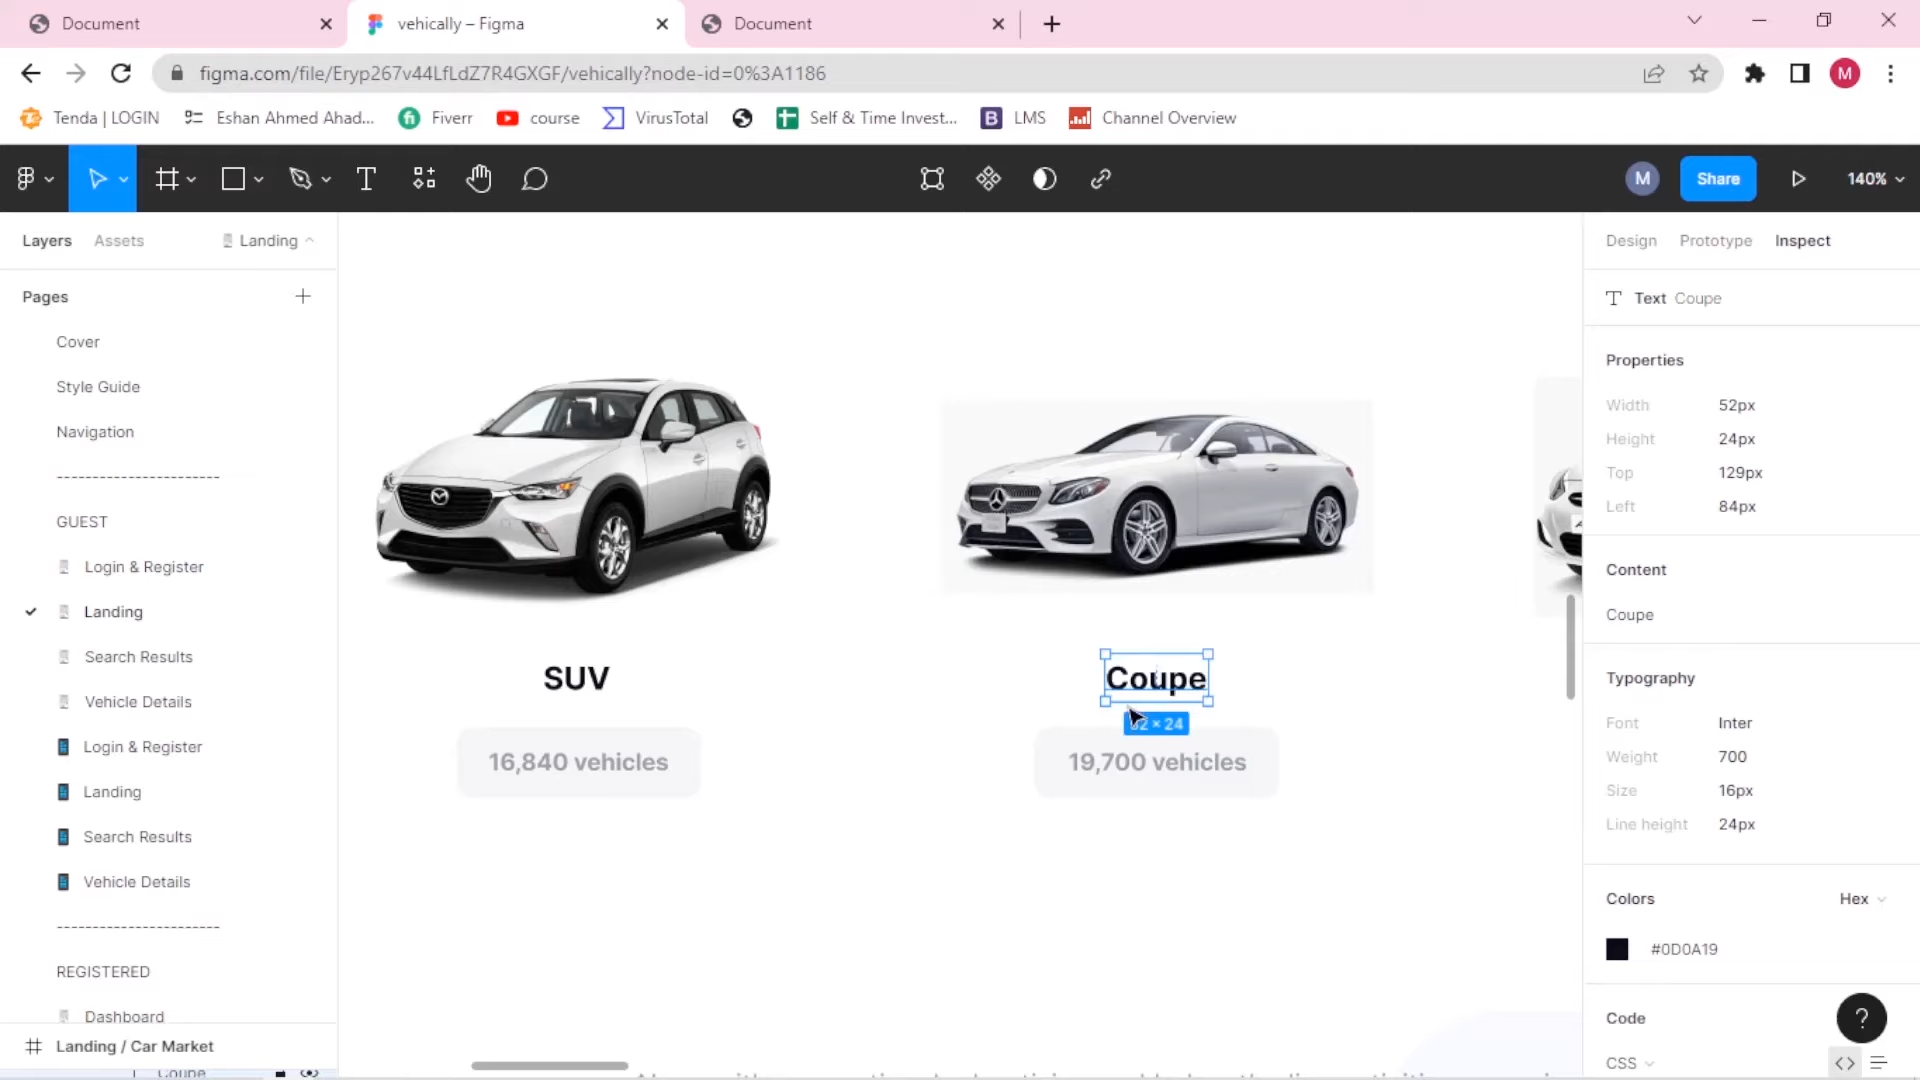 Document
vehically – Figma
Document
figma.com/file/Eryp267v44LfLdZ7R4GXGF/vehically?node-id=0%3A1186
M
Tenda | LOGIN
Eshan Ahmed Ahad...
Fiverr
course
VirusTotal
Self & Time Invest...
LMS
Channel Overview
M
Share
140%
Layers
Assets
Landing
Design
Prototype
Inspect
Pages
Cover
Style Guide
Navigation
-----------------------
GUEST
Login & Register
Landing
Search Results
Vehicle Details
Login & Register
Landing
Search Results
Vehicle Details
-----------------------
REGISTERED
Dashboard
Landing / Car Market
Coupe
SUV
16,840 vehicles
Coupe
19,700 vehicles
Text Coupe
Properties
Width 52px
Height 24px
Top 129px
Left 84px
Content
Coupe
Typography
Font Inter
Weight 700
Size 16px
Line height 24px
Colors
Hex
#0D0A19
Code
?
CSS